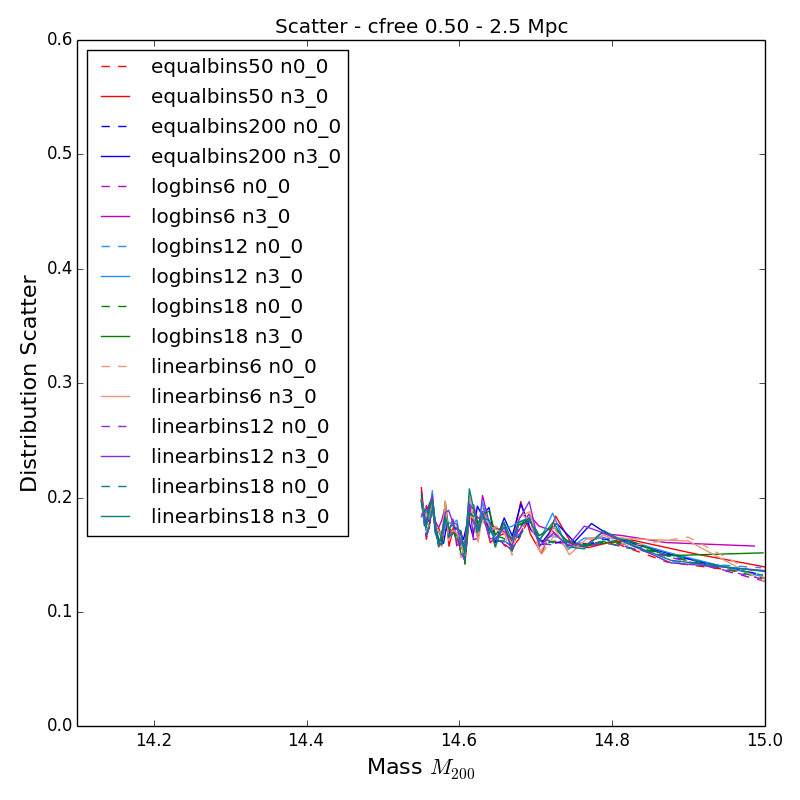 Scatter - cfree 0.50 - 2.5 Mpc
0.6
0.5
0.4
0.3
0.2
0.1
0.0
Distribution Scatter
equalbins50 n0_0
equalbins50 n3_0
equalbins200 n0_0
equalbins200 n3_0
logbins6 n0_0
logbins6 n3_0
logbins12 n0_0
logbins12 n3_0
logbins18 n0_0
logbins18 n3_0
linearbins6 n0_0
linearbins6 n3_0
linearbins12 n0_0
linearbins12 n3_0
linearbins18 n0_0
linearbins18 n3_0
14.2 14.4 14.6 14.8 15.0
Mass M_{200}